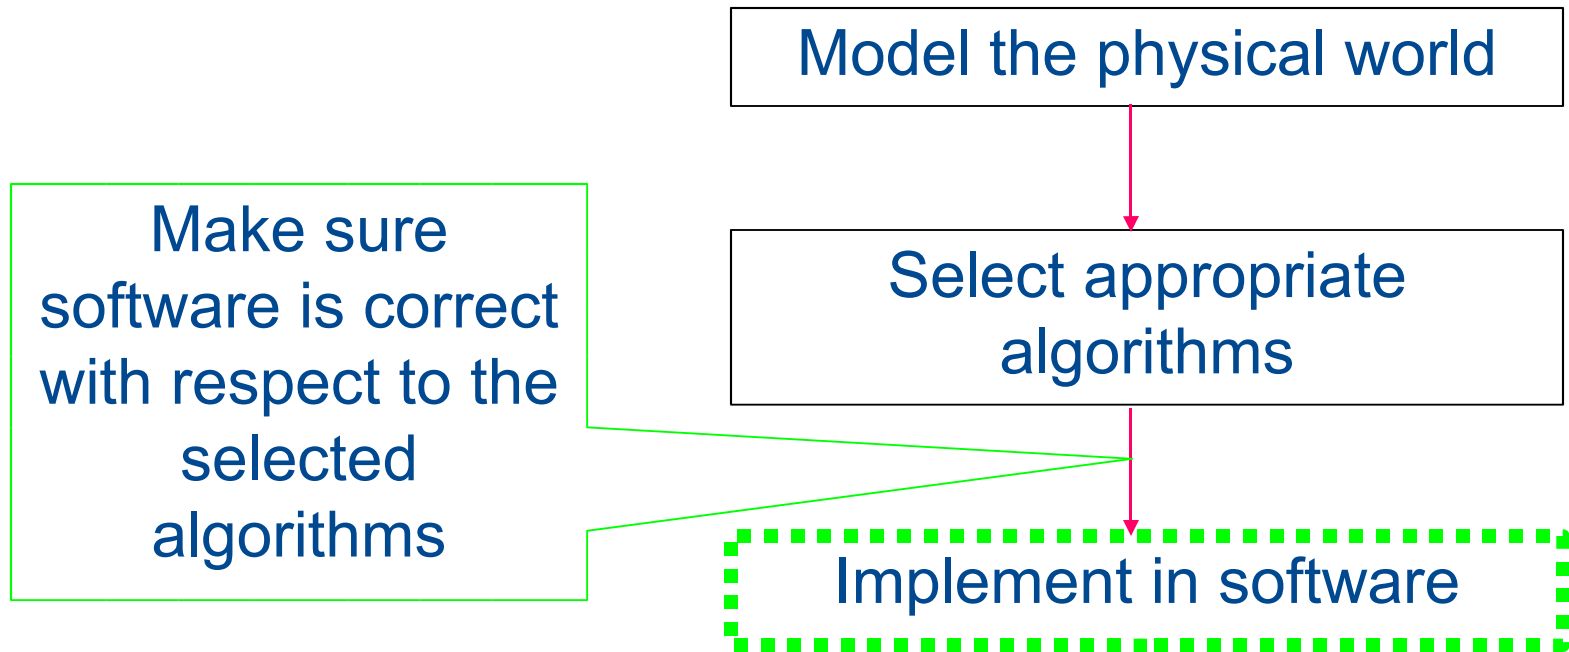 Model the physical world
Make sure
software is correct
with respect to the
selected
algorithms
Select appropriate
algorithms
Implement in software